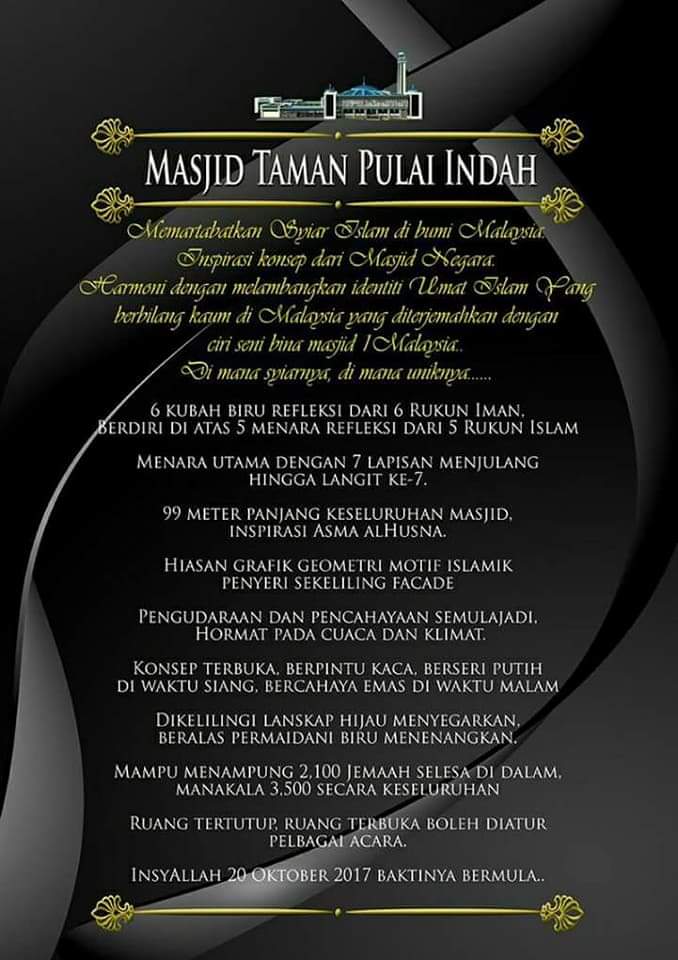 MASJID TAMAN PULAI INDAH
Memartabatkan Syiar Islam di bumi Malaysia.
Inspirasi konsep dari Masjid Negara.
Harmoni dengan melambangkan identiti Umat Islam Yang
berbilang kaum di Malaysia yang diterjemahkan dengan
ciri seni bina masjid 1Malaysia..
Di mana syiarnya, di mana uniknya......
6 KUBAH BIRU REFLEKSI DARI 6 RUKUN IMAN,
BERDIRI DI ATAS 5 MENARA REFLEKSI DARI 5 RUKUN ISLAM
MENARA UTAMA DENGAN 7 LAPISAN MENJULANG
HINGGA LANGIT KE-7.
99 METER PANJANG KESELURUHAN MASJID,
INSPIRASI ASMA ALHUSNA.
HIASAN GRAFIK GEOMETRI MOTIF ISLAMIK
PENYERI SEKELILING FACADE
PENGUDARAAN DAN PENCAHAYAAN SEMULAJADI,
HORMAT PADA CUACA DAN KLIMAT.
KONSEP TERBUKA, BERPINTU KACA, BERSERI PUTIH
DI WAKTU SIANG, BERCAHAYA EMAS DI WAKTU MALAM
DIKELILINGI LANSKAP HIJAU MENYEGARKAN,
BERALAS PERMAIDANI BIRU MENENANGKAN.
MAMPU MENAMPUNG 2,100 JEMAAH SELESA DI DALAM,
MANAKALA 3,500 SECARA KESELURUHAN
RUANG TERTUTUP, RUANG TERBUKA BOLEH DIATUR
PELBAGAI ACARA.
INSYALLAH 20 OKTOBER 2017 BAKTINYA BERMULA..